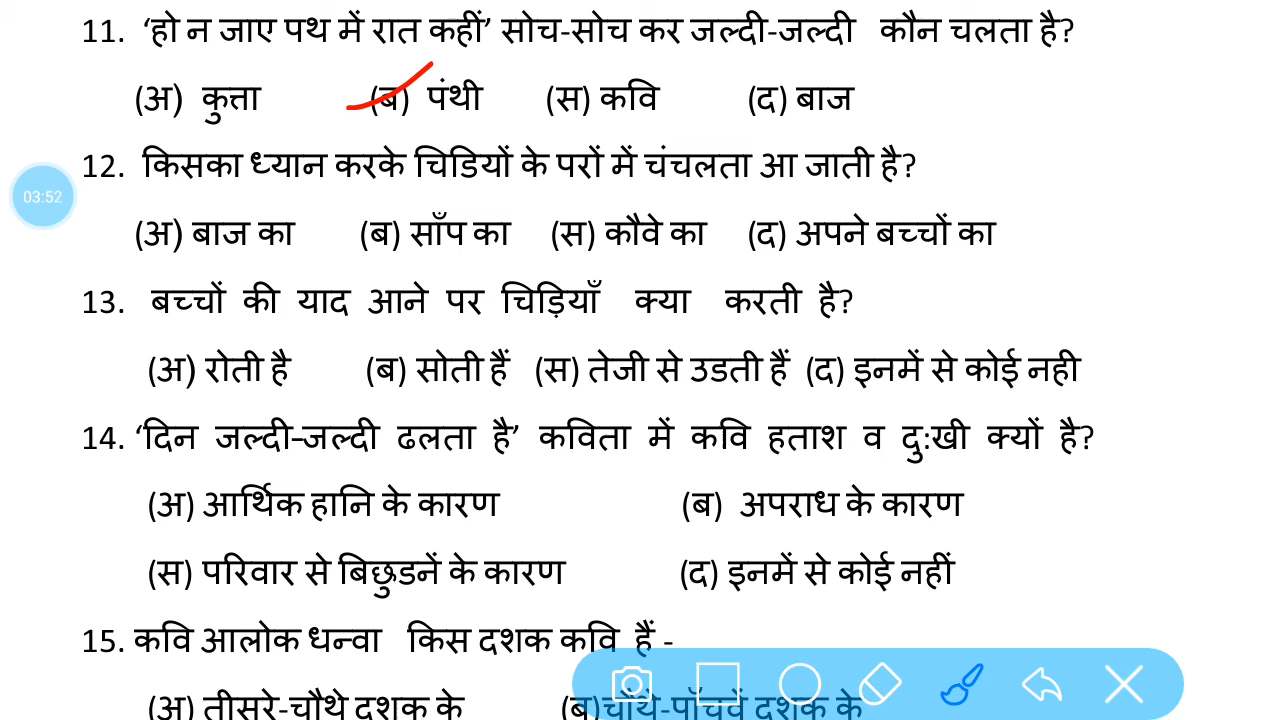 11. ‘हो न जाए पथ में रात कहीं’ सोच-सोच कर जल्दी-जल्दी कौन चलता है?
(अ) कुत्ता (ब) पंथी (स) कवि (द) बाज
12. किसका ध्यान करके चिडियों के परों में चंचलता आ जाती है?
03:52
(अ) बाज का (ब) साँप का (स) कौवे का (द) अपने बच्चों का
13. बच्चों की याद आने पर चिड़ियाँ क्या करती है?
(अ) रोती है (ब) सोती हैं (स) तेजी से उडती हैं (द) इनमें से कोई नही
14. ‘दिन जल्दी–जल्दी ढलता है’ कविता में कवि हताश व दुःखी क्यों है?
(अ) आर्थिक हानि के कारण (ब) अपराध के कारण
(स) परिवार से बिछुडनें के कारण (द) इनमें से कोई नहीं
15. कवि आलोक धन्वा किस दशक कवि हैं -
(अ) तीसरे-चौथे दशक के (ब)चौथे-पाँचवें दशक के